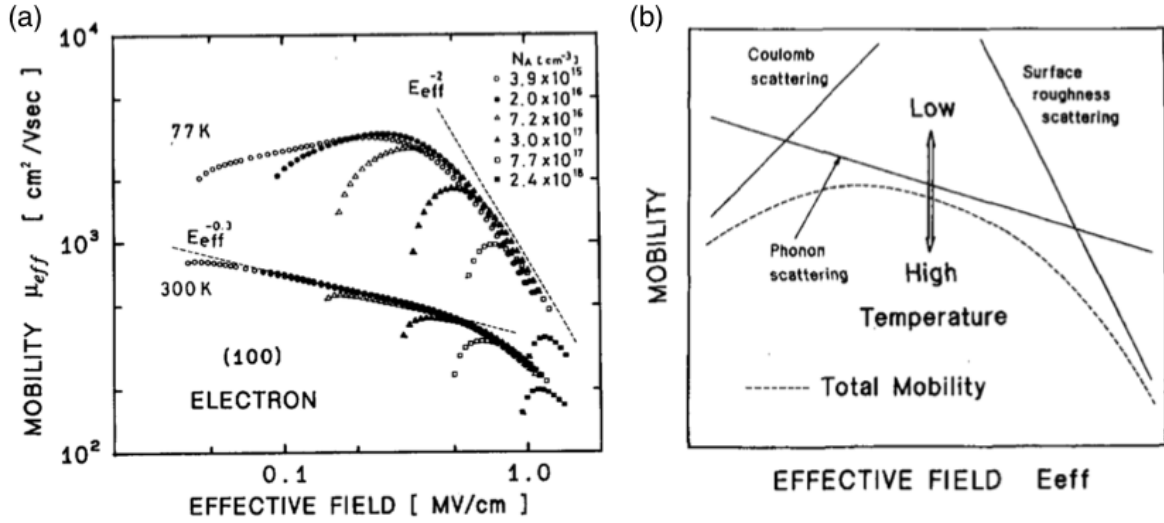 (a)
10⁴
10³
10²
MOBILITY μeff [ cm²/Vsec ]
77K
300K
Eeff⁻²
Eeff⁻⁰·³
NA [cm⁻³]
3.9 x 10¹⁵
2.0 x 10¹⁶
7.2 x 10¹⁶
3.0 x 10¹⁷
7.7 x 10¹⁷
2.4 x 10¹⁸
(100)
ELECTRON
0.1
1.0
EFFECTIVE FIELD [ MV/cm ]
(b)
MOBILITY
Coulomb
scattering
Surface
roughness
scattering
Low
Phonon
scattering
High
Temperature
Total Mobility
EFFECTIVE FIELD Eeff